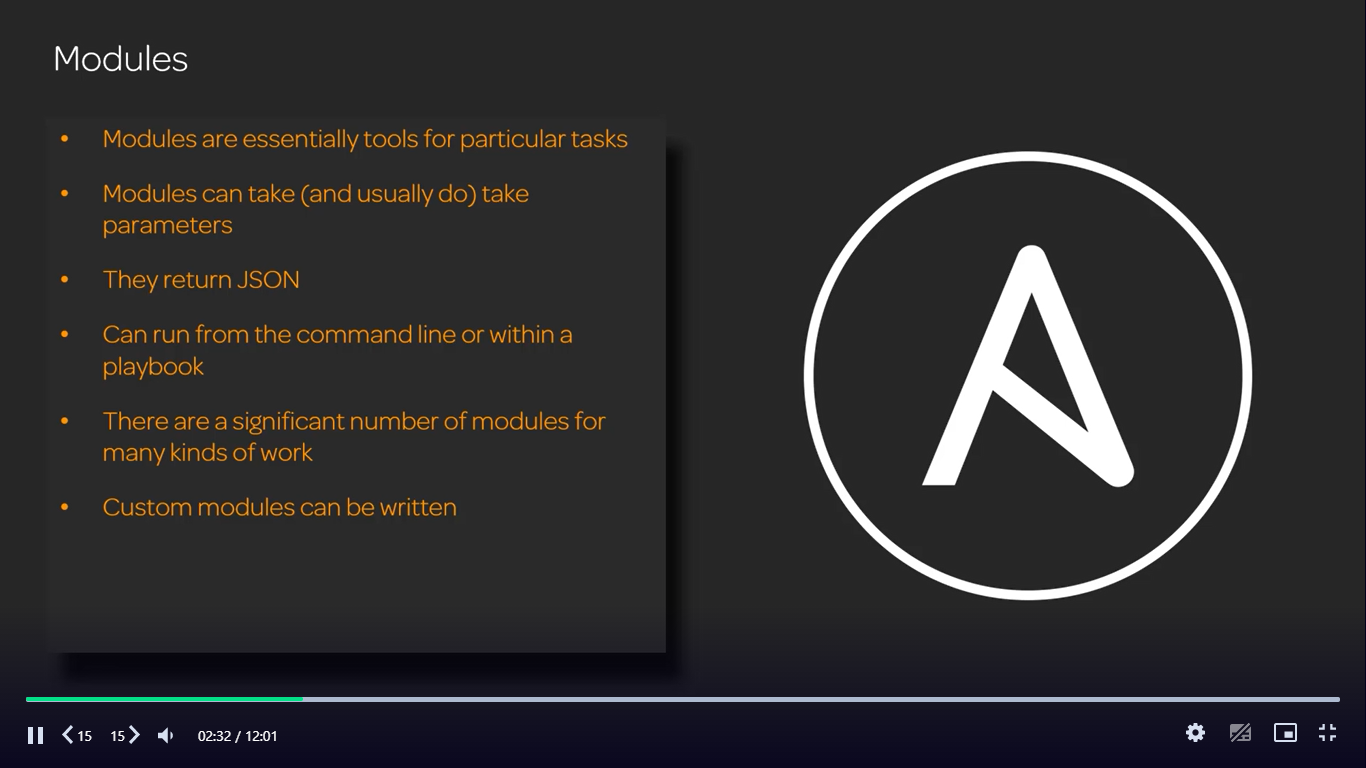 Modules
• Modules are essentially tools for particular tasks
• Modules can take (and usually do) take
parameters
• They return JSON
• Can run from the command line or within a
playbook
• There are a significant number of modules for
many kinds of work
• Custom modules can be written
15 15 02:32 / 12:01